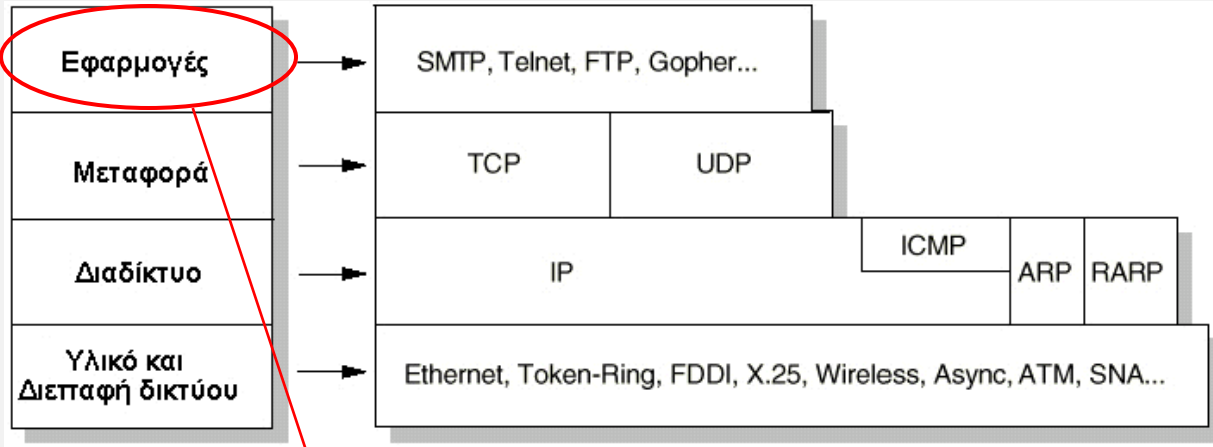 Εφαρμογές
SMTP, Telnet, FTP, Gopher...
Μεταφορά
TCP
UDP
Διαδίκτυο
IP
ICMP
ARP
RARP
Υλικό και
Διεπαφή δικτύου
Ethernet, Token-Ring, FDDI, X.25, Wireless, Async, ATM, SNA...